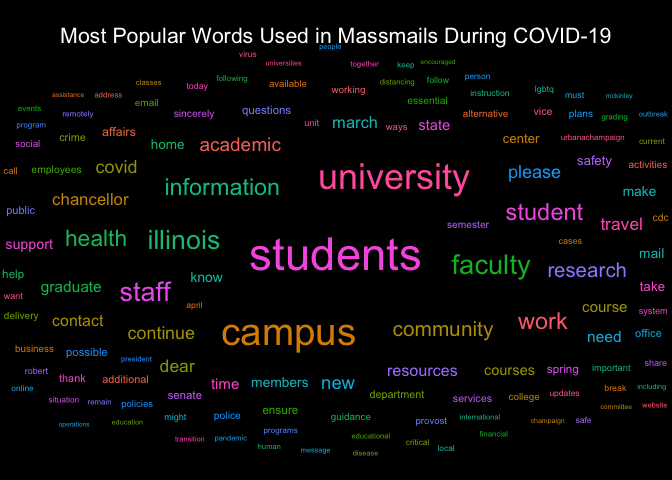 Most Popular Words Used in Massmails During COVID-19
people
virus
universities
together
keep
encouraged
classes
today
following
available
working
distancing
follow
person
assistance
address
email
essential
instruction
lgbtq
must
mckinley
events
remotely
sincerely
questions
alternative
vice
plans
grading
outbreak
program
crime
affairs
unit
march
ways
state
center
urbanachampaign
current
social
home
academic
call
employees
covid
university
please
safety
activities
public
chancellor
information
student
make
support
health
illinois
semester
travel
cdc
students
cases
faculty
research
mail
help
want
graduate
staff
know
take
delivery
contact
continue
april
campus
community
work
course
system
need
office
business
possible
president
dear
robert
thank
additional
time
members
new
resources
courses
spring
important
share
online
situation
remain
policies
senate
department
services
college
updates
break
including
operations
education
might
police
ensure
guidance
provost
international
champaign
safe
committee
website
transition
pandemic
programs
human
message
educational
disease
critical
local
financial